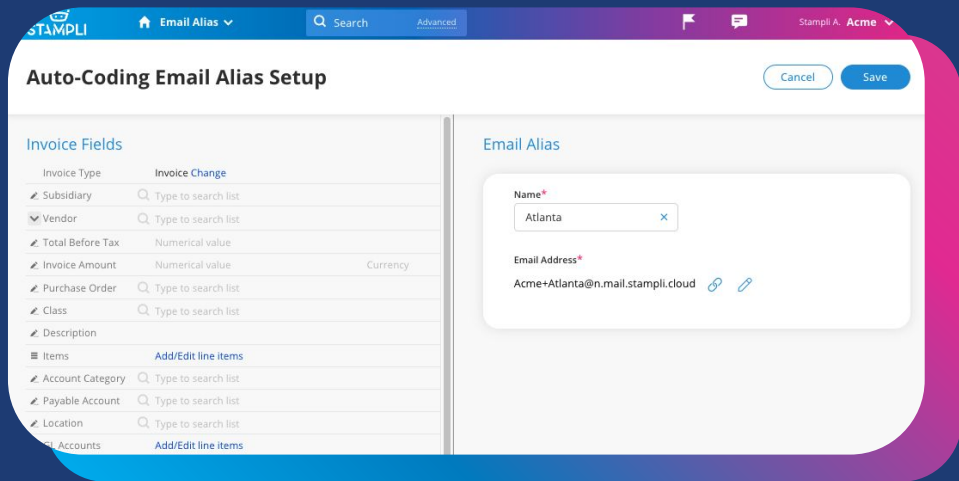 STAMPLI
Email Alias
Search
Advanced
Stampli A. Acme
Auto-Coding Email Alias Setup
Cancel
Save
Invoice Fields
Invoice Type Invoice Change
Subsidiary Type to search list
Vendor Type to search list
Total Before Tax Numerical value
Invoice Amount Numerical value Currency
Purchase Order Type to search list
Class Type to search list
Description
Items Add/Edit line items
Account Category Type to search list
Payable Account Type to search list
Location Type to search list
GL Accounts Add/Edit line items
Email Alias
Name*
Atlanta
Email Address*
Acme+Atlanta@n.mail.stampli.cloud